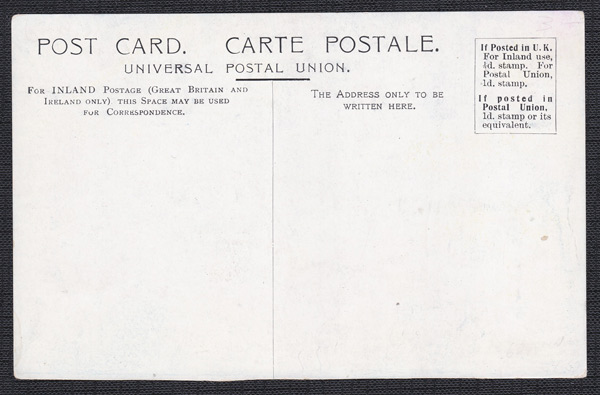 POST CARD. CARTE POSTALE.
UNIVERSAL POSTAL UNION.
FOR INLAND POSTAGE (GREAT BRITAIN AND
IRELAND ONLY) THIS SPACE MAY BE USED
FOR CORRESPONDENCE.
THE ADDRESS ONLY TO BE
WRITTEN HERE.
If Posted in U. K.
For Inland use,
½d. stamp. For
Postal Union,
1d. stamp.
If posted in
Postal Union.
1d. stamp or its
equivalent.